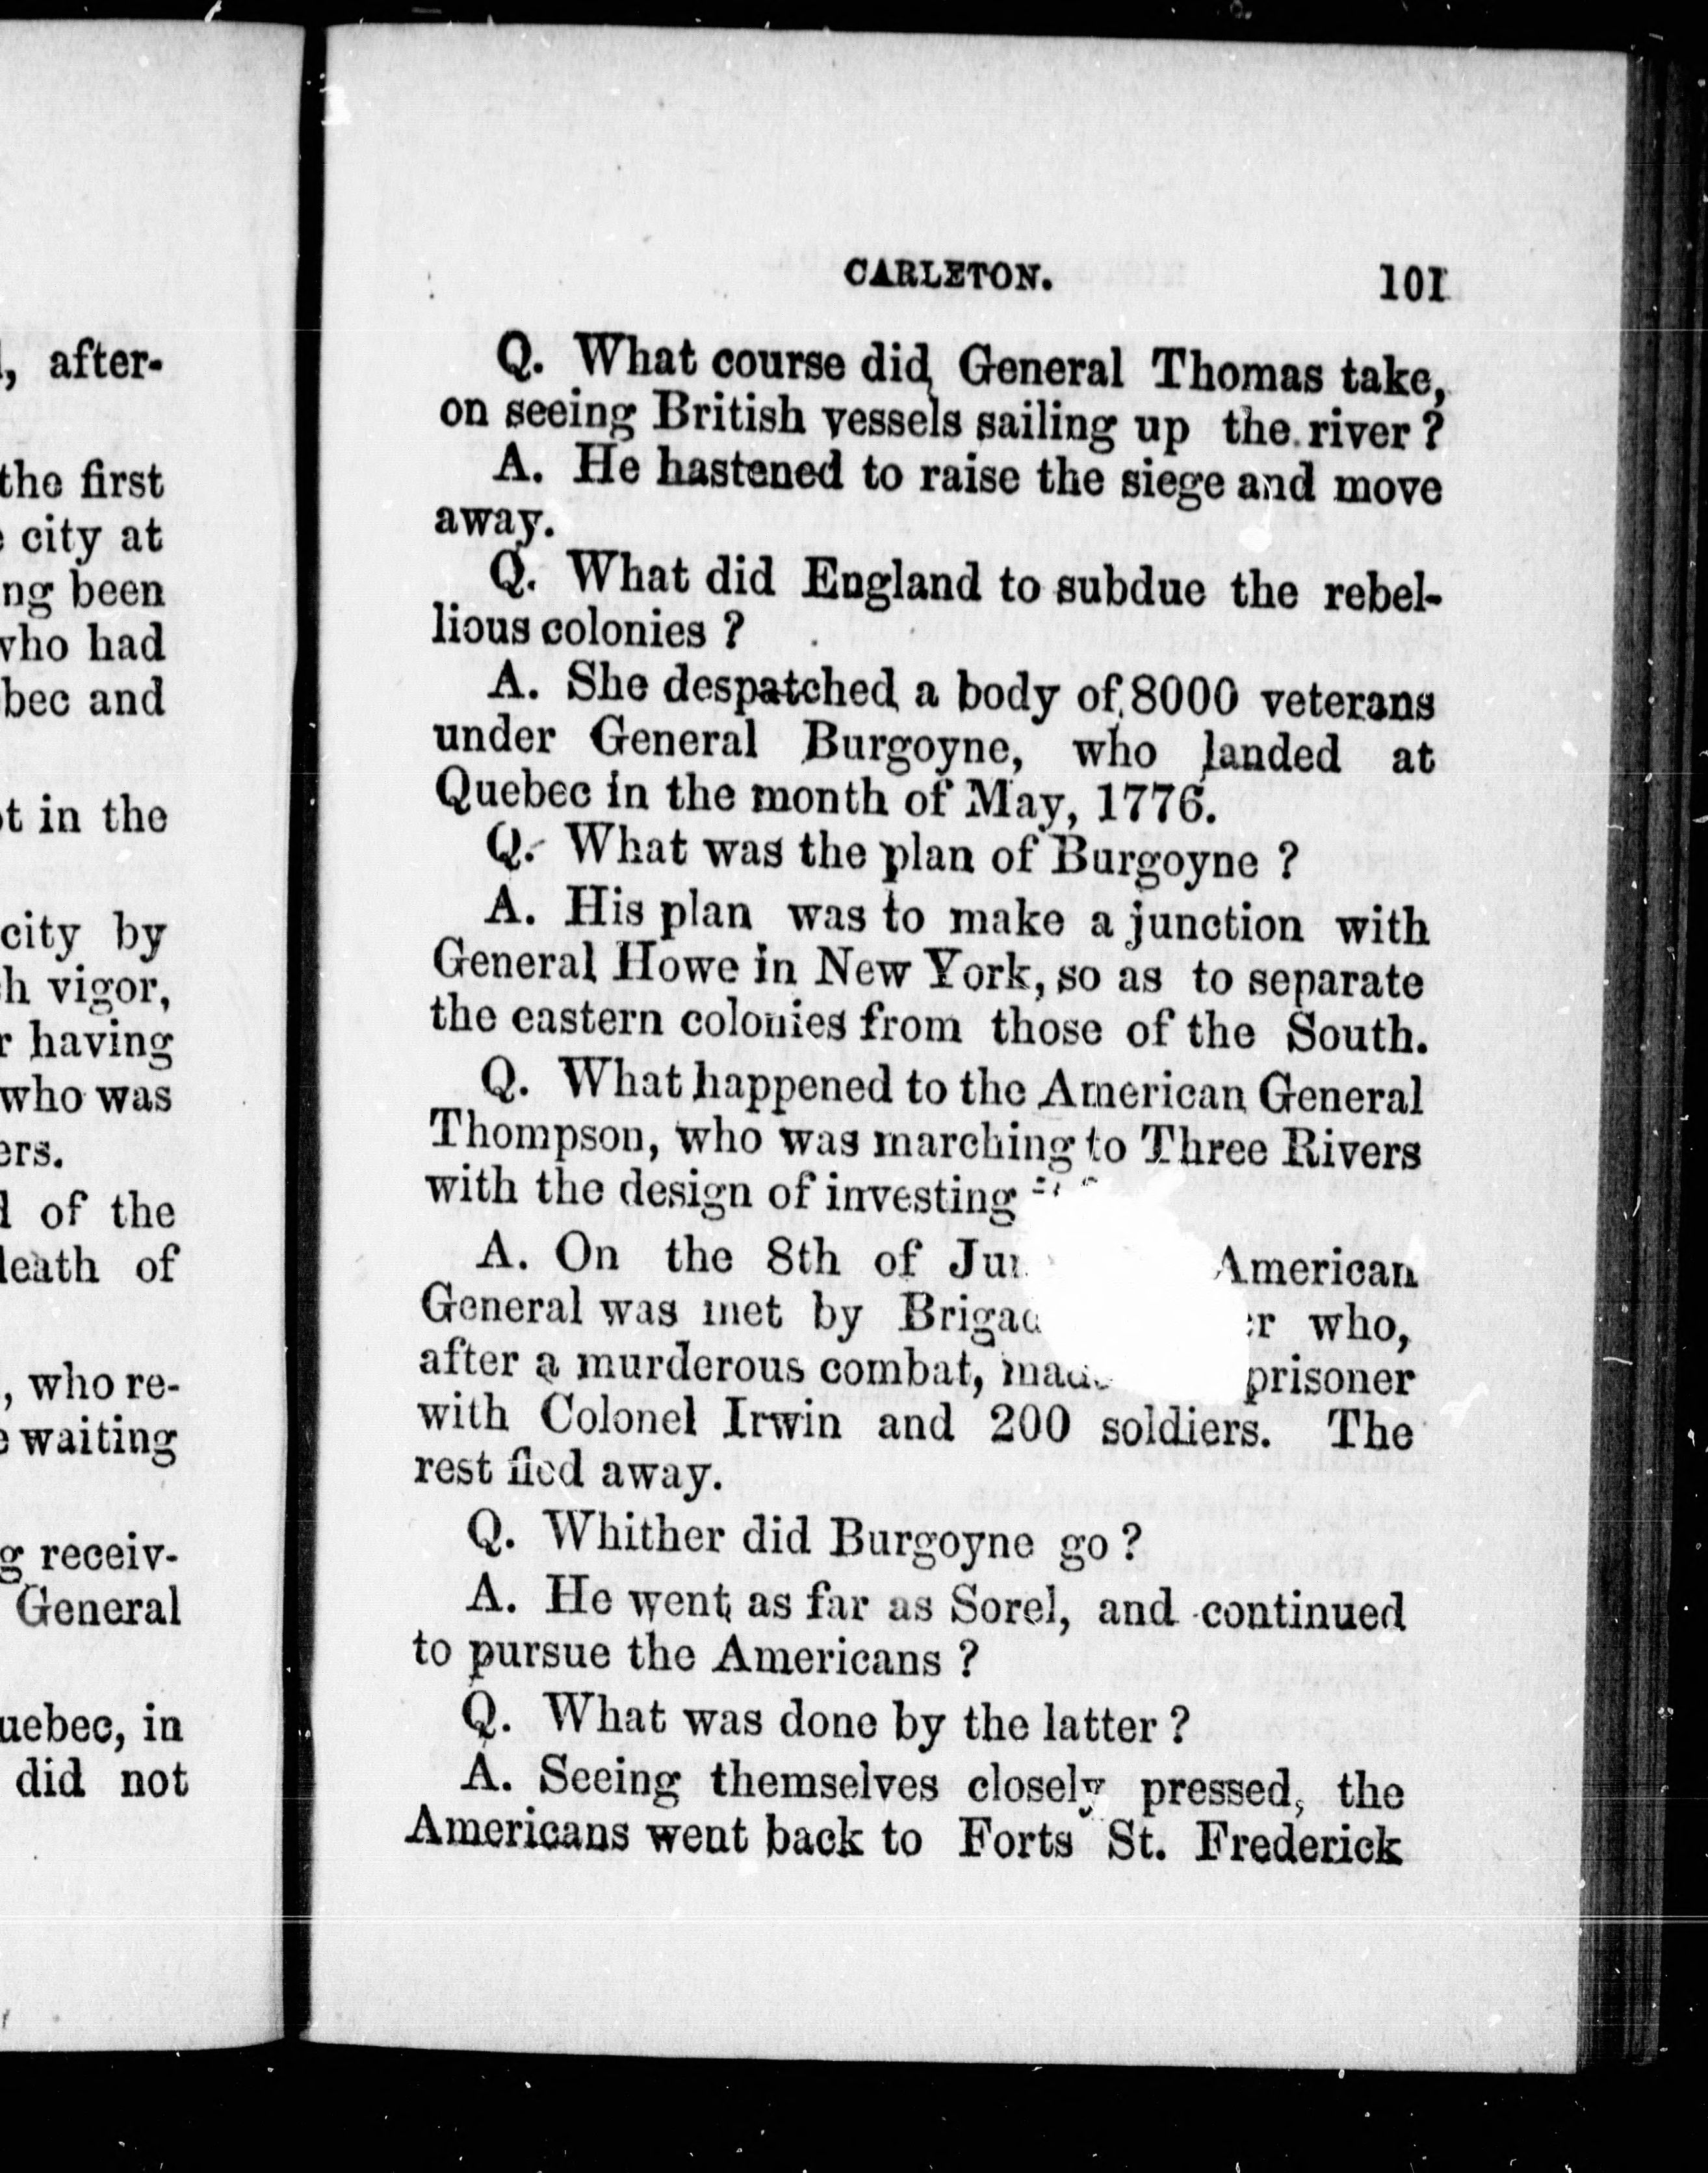 , after-
the first
city at
ng been
who had
bec and
t in the
city by
h vigor,
r having
who was
ers.
of the
death of
, who re-
waiting
g receiv-
General
uebec, in
did not
CARLETON. 101
Q. What course did General Thomas take,
on seeing British vessels sailing up the river ?
A. He hastened to raise the siege and move
away.
Q. What did England to subdue the rebel-
lious colonies ?
A. She despatched a body of 8000 veterans
under General Burgoyne, who landed at
Quebec in the month of May, 1776.
Q. What was the plan of Burgoyne ?
A. His plan was to make a junction with
General Howe in New York, so as to separate
the eastern colonies from those of the South.
Q. What happened to the American General
Thompson, who was marching to Three Rivers
with the design of investing
A. On the 8th of American
General was met by who,
after a murderous combat, prisoner
with Colonel Irwin and 200 soldiers. The
rest fled away.
Q. Whither did Burgoyne go ?
A. He went as far as Sorel, and continued
to pursue the Americans ?
Q. What was done by the latter ?
A. Seeing themselves closely pressed, the
Americans went back to Forts St. Frederick